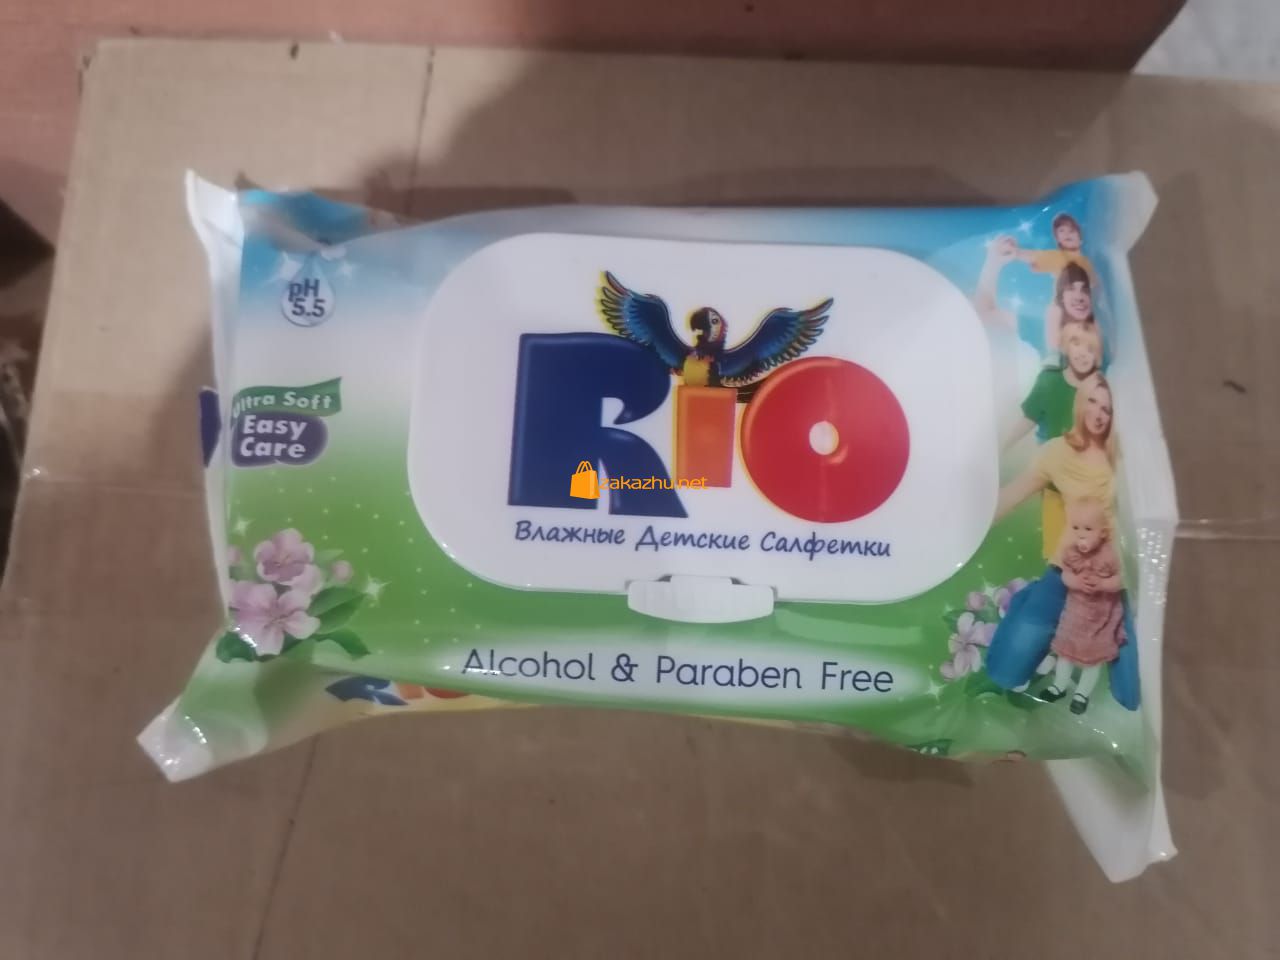 pH
5.5
Ultra Soft
Easy
Care
RiO
zakazhu.net
Влажные Детские Салфетки
Alcohol & Paraben Free